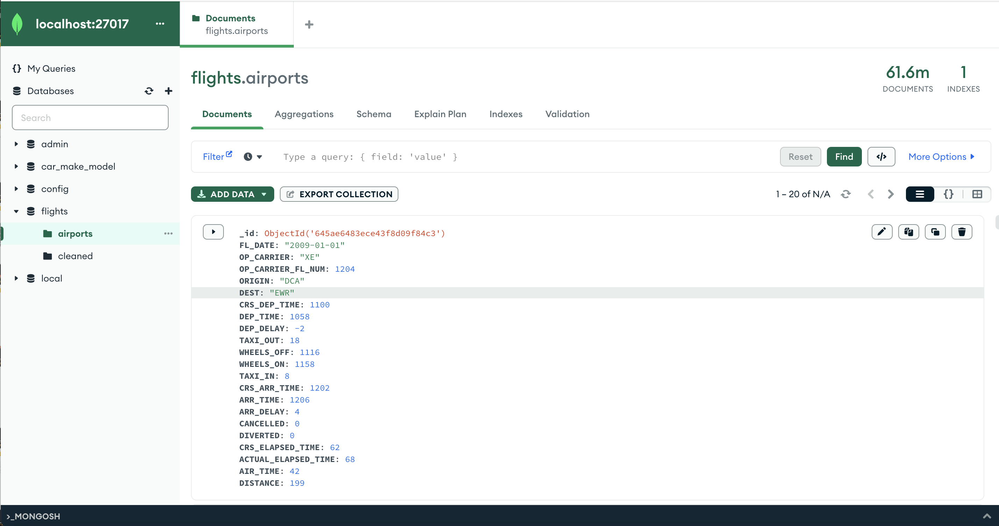 localhost:27017
Documents
flights.airports
My Queries
Databases
Search
admin
car_make_model
config
flights
airports
cleaned
local
flights.airports
61.6m
DOCUMENTS
1
INDEXES
Documents Aggregations Schema Explain Plan Indexes Validation
Filter Type a query: { field: 'value' } Reset Find </> More Options
ADD DATA EXPORT COLLECTION 1 – 20 of N/A {}
_id: ObjectId('645ae6483ece43f8d09f84c3')
FL_DATE: "2009-01-01"
OP_CARRIER: "XE"
OP_CARRIER_FL_NUM: 1204
ORIGIN: "DCA"
DEST: "EWR"
CRS_DEP_TIME: 1100
DEP_TIME: 1058
DEP_DELAY: -2
TAXI_OUT: 18
WHEELS_OFF: 1116
WHEELS_ON: 1158
TAXI_IN: 8
CRS_ARR_TIME: 1202
ARR_TIME: 1206
ARR_DELAY: 4
CANCELLED: 0
DIVERTED: 0
CRS_ELAPSED_TIME: 62
ACTUAL_ELAPSED_TIME: 68
AIR_TIME: 42
DISTANCE: 199
>_MONGOSH